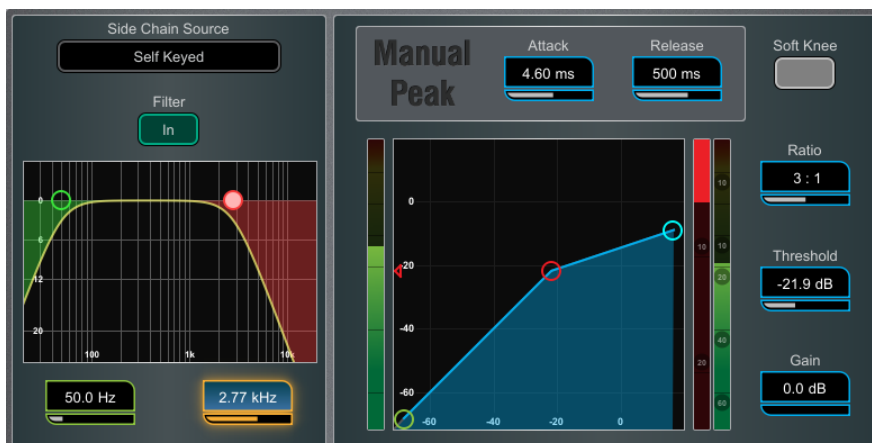 Side Chain Source
Self Keyed
Filter
In
0
6
12
20
100
1k
10k
50.0 Hz
2.77 kHz
Manual
Peak
Attack
4.60 ms
Release
500 ms
Soft Knee
0
-20
-40
-60
-60
-40
-20
0
10
20
10
10
20
40
60
Ratio
3 : 1
Threshold
-21.9 dB
Gain
0.0 dB